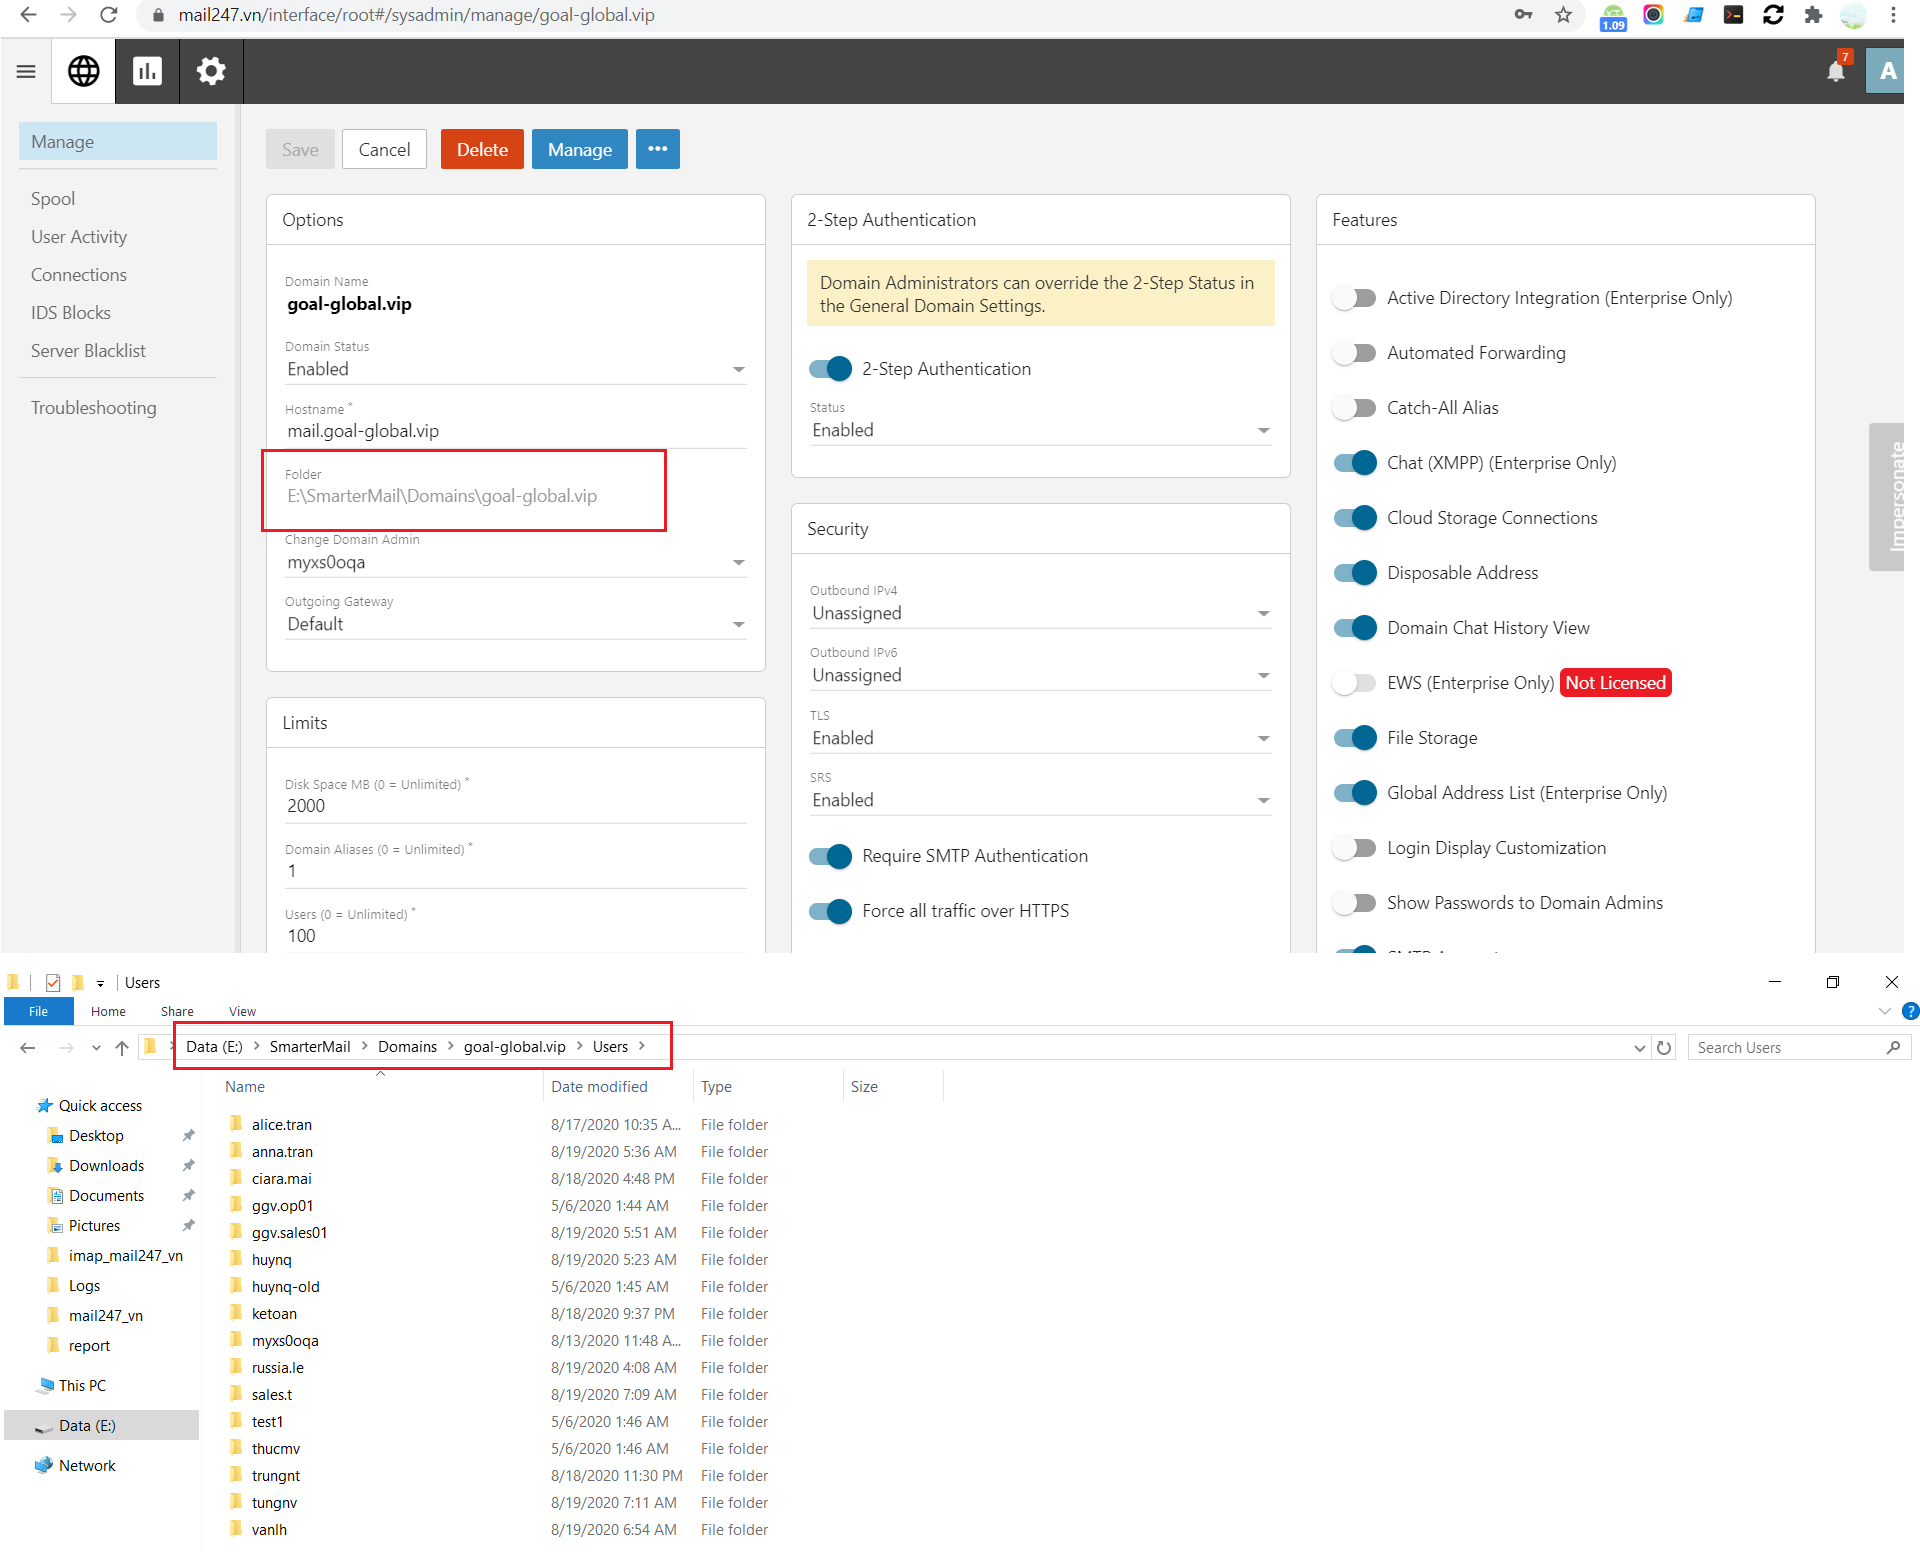 mail247.vn/interface/root#/sysadmin/manage/goal-global.vip
1.09
7
A
Manage
Spool
User Activity
Connections
IDS Blocks
Server Blacklist
Troubleshooting
Save
Cancel
Delete
Manage
•••
Options
Domain Name
goal-global.vip
Domain Status
Enabled
Hostname *
mail.goal-global.vip
Folder
E:\SmarterMail\Domains\goal-global.vip
Change Domain Admin
myxs0oqa
Outgoing Gateway
Default
Limits
Disk Space MB (0 = Unlimited) *
2000
Domain Aliases (0 = Unlimited) *
1
Users (0 = Unlimited) *
100
2-Step Authentication
Domain Administrators can override the 2-Step Status in
the General Domain Settings.
2-Step Authentication
Status
Enabled
Security
Outbound IPv4
Unassigned
Outbound IPv6
Unassigned
TLS
Enabled
SRS
Enabled
Require SMTP Authentication
Force all traffic over HTTPS
Features
Active Directory Integration (Enterprise Only)
Automated Forwarding
Catch-All Alias
Chat (XMPP) (Enterprise Only)
Cloud Storage Connections
Disposable Address
Domain Chat History View
EWS (Enterprise Only) Not Licensed
File Storage
Global Address List (Enterprise Only)
Login Display Customization
Show Passwords to Domain Admins
Impersonate
Users
File Home Share View
?
Data (E:) > SmarterMail > Domains > goal-global.vip > Users >
Search Users
Quick access
Desktop
Downloads
Documents
Pictures
imap_mail247_vn
Logs
mail247_vn
report
This PC
Data (E:)
Network
Name Date modified Type Size
alice.tran 8/17/2020 10:35 A... File folder
anna.tran 8/19/2020 5:36 AM File folder
ciara.mai 8/18/2020 4:48 PM File folder
ggv.op01 5/6/2020 1:44 AM File folder
ggv.sales01 8/19/2020 5:51 AM File folder
huynq 8/19/2020 5:23 AM File folder
huynq-old 5/6/2020 1:45 AM File folder
ketoan 8/18/2020 9:37 PM File folder
myxs0oqa 8/13/2020 11:48 A... File folder
russia.le 8/19/2020 4:08 AM File folder
sales.t 8/19/2020 7:09 AM File folder
test1 5/6/2020 1:46 AM File folder
thucmv 5/6/2020 1:46 AM File folder
trungnt 8/18/2020 11:30 PM File folder
tungnv 8/19/2020 7:11 AM File folder
vanlh 8/19/2020 6:54 AM File folder